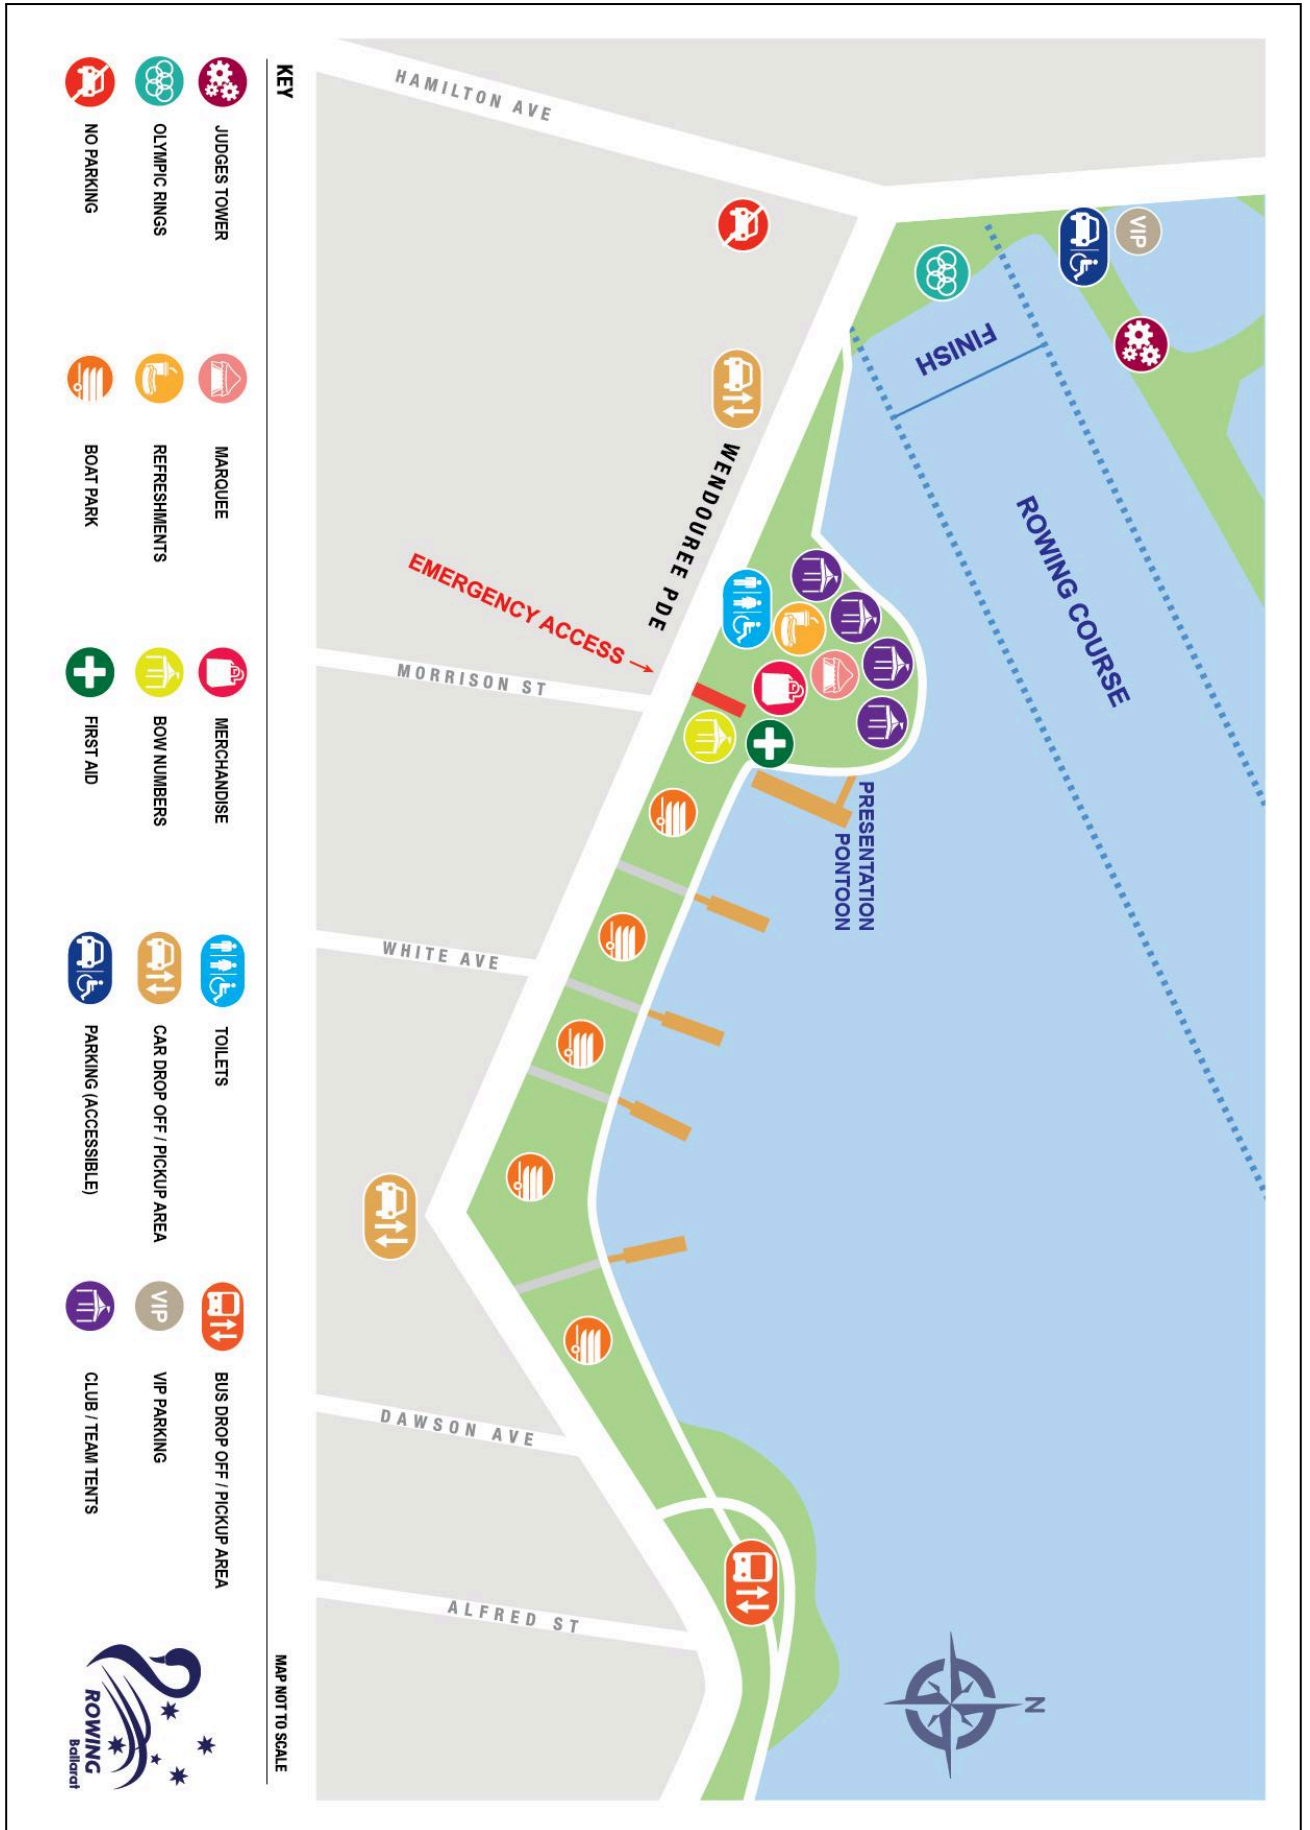 HAMILTON AVE
VIP
FINISH
ROWING COURSE
WENDOUREE PDE
EMERGENCY ACCESS
MORRISON ST
PRESENTATION
PONTOON
WHITE AVE
DAWSON AVE
ALFRED ST
N
KEY
MAP NOT TO SCALE
JUDGES TOWER
MARQUEE
MERCHANDISE
TOILETS
BUS DROP OFF / PICKUP AREA
OLYMPIC RINGS
REFRESHMENTS
BOW NUMBERS
CAR DROP OFF / PICKUP AREA
VIP
VIP PARKING
NO PARKING
BOAT PARK
FIRST AID
PARKING (ACCESSIBLE)
CLUB / TEAM TENTS
ROWING
Ballarat